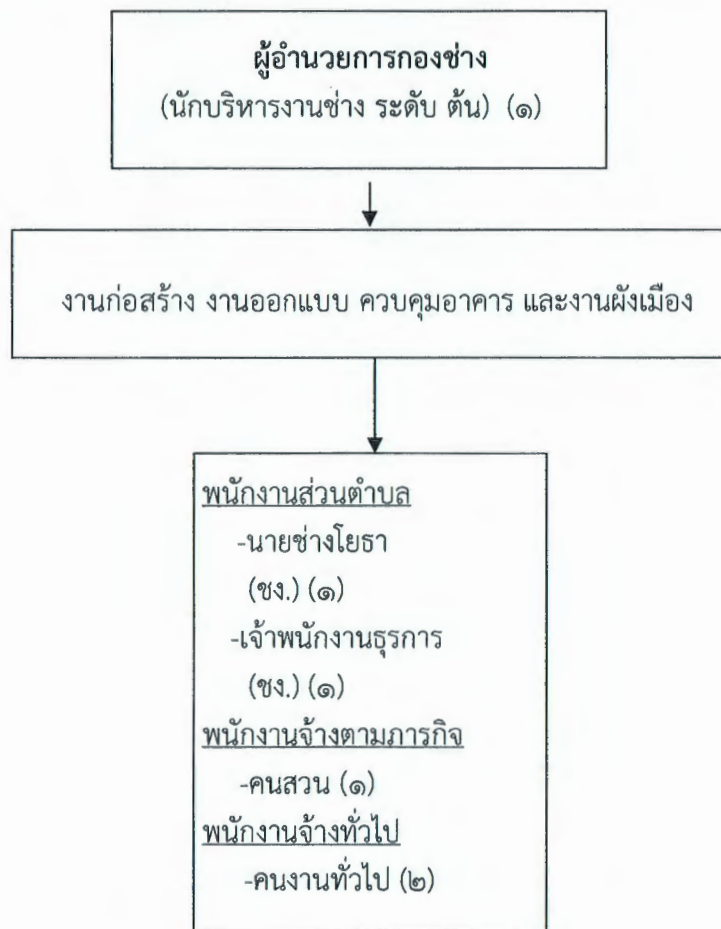 ผู้อำนวยการกองช่าง
(นักบริหารงานช่าง ระดับ ต้น) (๑)
งานก่อสร้าง งานออกแบบ ควบคุมอาคาร และงานผังเมือง
พนักงานส่วนตำบล
-นายช่างโยธา
(ชง.) (๑)
-เจ้าพนักงานธุรการ
(ชง.) (๑)
พนักงานจ้างตามภารกิจ
-คนสวน (๑)
พนักงานจ้างทั่วไป
-คนงานทั่วไป (๒)